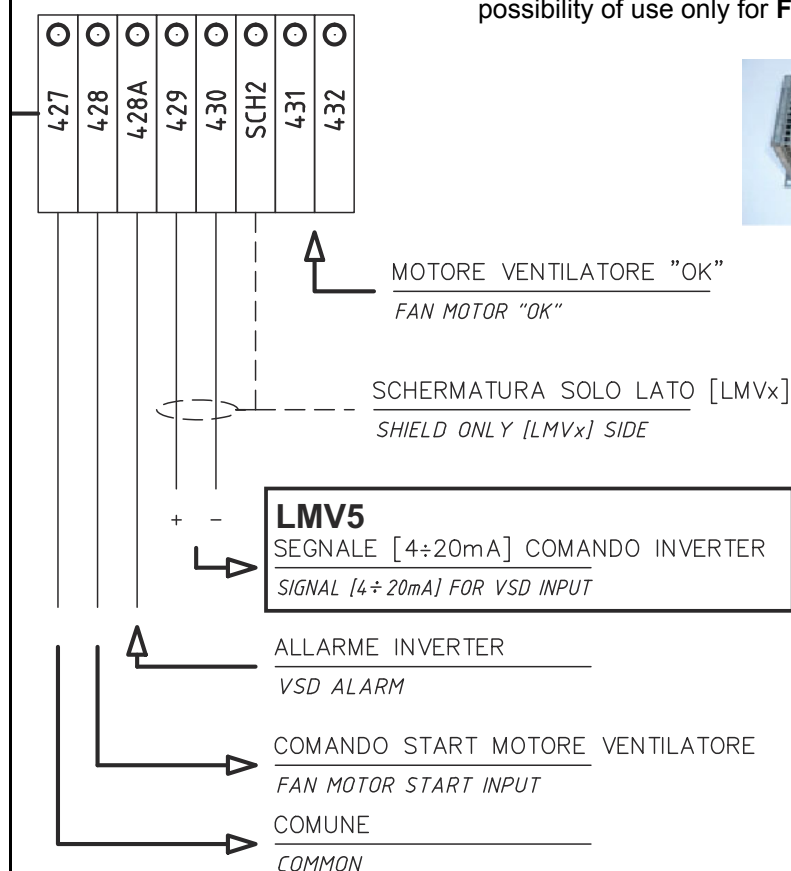 possibility of use only for F
427
428
428A
429
430
SCH2
431
432
MOTORE VENTILATORE "OK"
FAN MOTOR "OK"
SCHERMATURA SOLO LATO [LMVx]
SHIELD ONLY [LMVx] SIDE
+ -
LMV5
SEGNALE [4÷20mA] COMANDO INVERTER
SIGNAL [4÷20mA] FOR VSD INPUT
ALLARME INVERTER
VSD ALARM
COMANDO START MOTORE VENTILATORE
FAN MOTOR START INPUT
COMUNE
COMMON